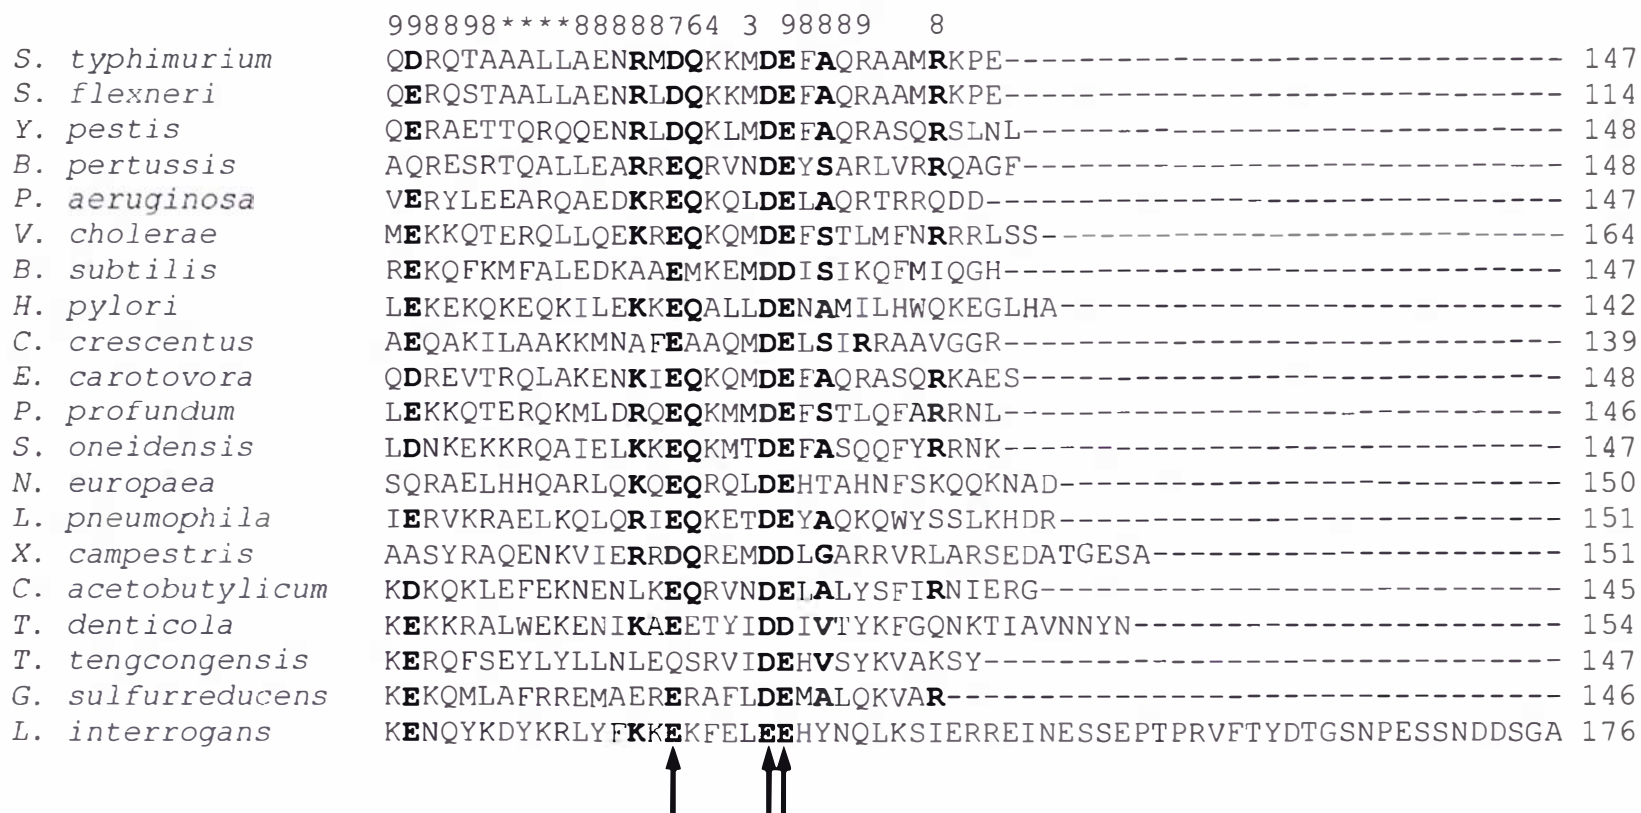 998898****88888764 3 98889 8
S. typhimurium QDRQTAAALLAENRMDQKKMDEFAQRAAMRKPE------------------------------ 147
S. flexneri QERQSTAALLAENRLDQKKMDEFAQRAAMRKPE------------------------------ 114
Y. pestis QERAETTQRQQENRLDQKLMDEFAQRASQRSLNL----------------------------- 148
B. pertussis AQRESRTQALLEARREQRVNDEYSARLVRRQAGF----------------------------- 148
P. aeruginosa VERYLEEARQAEDKREQKQLDELAQRTRRQDD------------------------------- 147
V. cholerae MEKKQTERQLLQEKREQKQMDEFSTLMFNRRRLSS---------------------------- 164
B. subtilis REKQFKMFALEDKAAEMKEMDDISIKQFMIQGH------------------------------ 147
H. pylori LEKEKQKEQKILEKKEQALLDENAMILHWQKEGLHA--------------------------- 142
C. crescentus AEQAKILAAKKMNAFEAAQMDELSIRRAAVGGR------------------------------ 139
E. carotovora QDREVTRQLAKENKIEQKQMDEFAQRASQRKAES----------------------------- 148
P. profundum LEKKQTERQKMLDRQEQKMMDEFSTLQFARRNL------------------------------ 146
S. oneidensis LDNKEKKRQAIELKKEQKMTDEFASQQFYRRNK------------------------------ 147
N. europaea SQRAELHHQARLQKQEQRQLDEHTAHNFSKQQKNAD--------------------------- 150
L. pneumophila IERVKRAELKQLQRIEQKETDEYAQKQWYSSLKHDR--------------------------- 151
X. campestris AASYRAQENKVIERRDQREMDDLGARRVRLARSEDATGESA---------------------- 151
C. acetobutylicum KDKQKLEFEKNENLKEQRVNDELALYSFIRNIERG---------------------------- 145
T. denticola KEKKRALWEKENIKAEETYIDDIVTYKFGQNKTIAVNNYN----------------------- 154
T. tengcongensis KERQFSEYLYLLNLEQSRVIDEHVSYKVAKSY------------------------------- 147
G. sulfurreducens KEKQMLAFRREMAERERAFLDEMALQKVAR--------------------------------- 146
L. interrogans KENQYKDYKRLYFKKEKFELEEHYNQLKSIERREINESSEPTPRVFTYDTGSNPESSNDDSGA 176